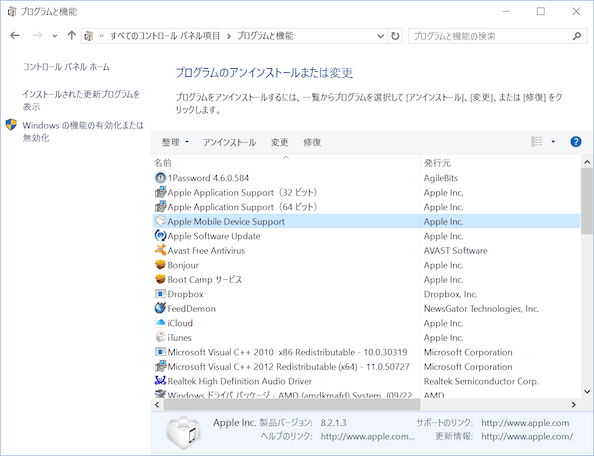 プログラムと機能
« すべてのコントロール パネル項目 > プログラムと機能
プログラムと機能の検索
コントロール パネル ホーム
インストールされた更新プログラムを
表示
Windows の機能の有効化または
無効化
プログラムのアンインストールまたは変更
プログラムをアンインストールするには、一覧からプログラムを選択して [アンインストール]、[変更]、または [修復] をク
リックします。
整理 アンインストール 変更 修復
名前 発行元
1Password 4.6.0.584 AgileBits
Apple Application Support（32 ビット） Apple Inc.
Apple Application Support（64 ビット） Apple Inc.
Apple Mobile Device Support Apple Inc.
Apple Software Update Apple Inc.
Avast Free Antivirus AVAST Software
Bonjour Apple Inc.
Boot Camp サービス Apple Inc.
Dropbox Dropbox, Inc.
FeedDemon NewsGator Technologies, Inc.
iCloud Apple Inc.
iTunes Apple Inc.
Microsoft Visual C++ 2010 x86 Redistributable - 10.0.30319 Microsoft Corporation
Microsoft Visual C++ 2012 Redistributable (x64) - 11.0.50727 Microsoft Corporation
Realtek High Definition Audio Driver Realtek Semiconductor Corp.
Windows ドライバ パッケージ - AMD (amdkmafd) System (09/22 AMD
Apple Inc. 製品バージョン: 8.2.1.3 サポートのリンク: http://www.apple.com
ヘルプのリンク: http://www.apple.com... 更新情報: http://www.apple.com/